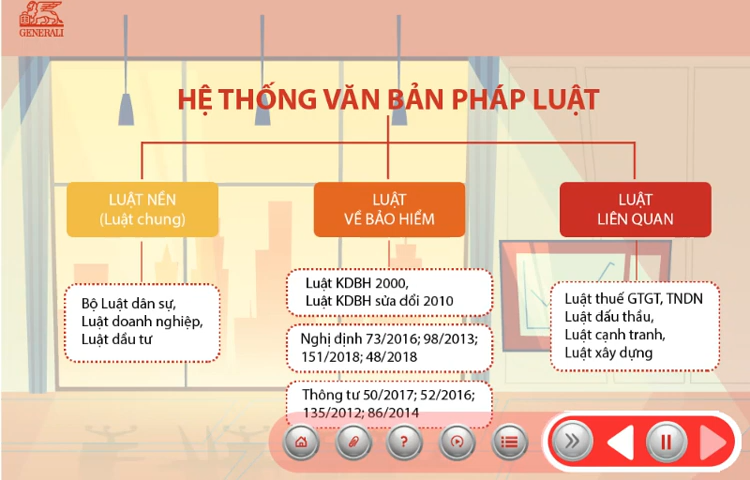 GENERALI
HỆ THỐNG VĂN BẢN PHÁP LUẬT
LUẬT NỀN
(Luật chung)
LUẬT
VỀ BẢO HIỂM
LUẬT
LIÊN QUAN
Bộ Luật dân sự,
Luật doanh nghiệp,
Luật đầu tư
Luật KDBH 2000,
Luật KDBH sửa đổi 2010
Nghị định 73/2016; 98/2013;
151/2018; 48/2018
Thông tư 50/2017; 52/2016;
135/2012; 86/2014
Luật thuế GTGT, TNDN
Luật đấu thầu,
Luật cạnh tranh,
Luật xây dựng
?